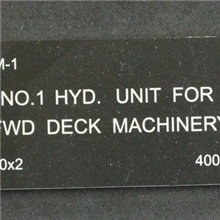 M-1
NO.1 HYD. UNIT FOR
FWD DECK MACHINERY
0x2 400